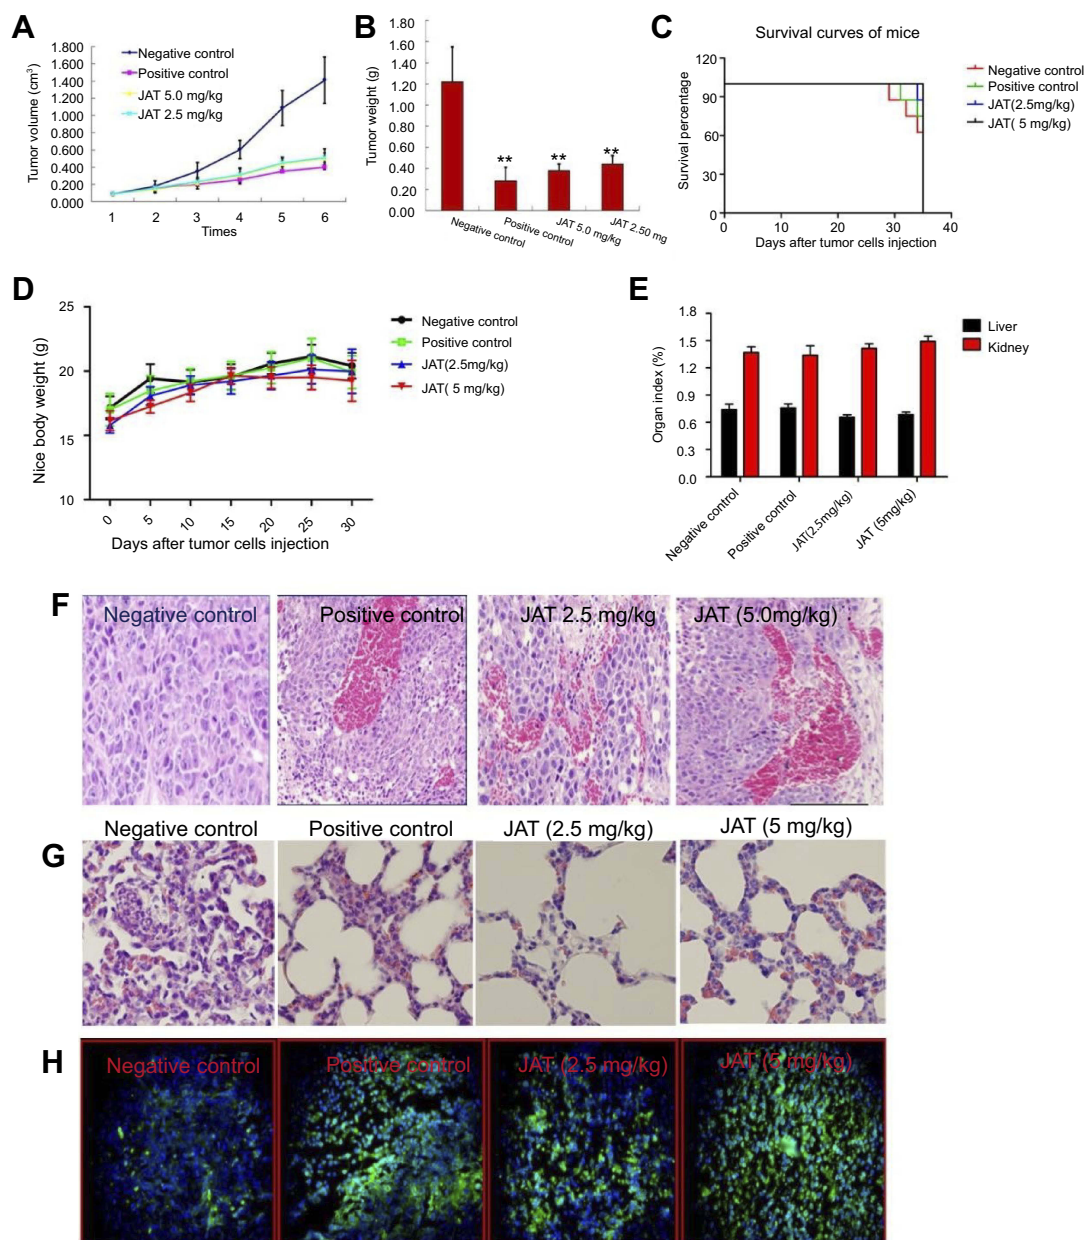 A
Tumor volume (cm³)
1.800
1.600
1.400
1.200
1.000
0.800
0.600
0.400
0.200
0.000
Negative control
Positive control
JAT 5.0 mg/kg
JAT 2.5 mg/kg
1 2 3 4 5 6
Times
B
Tumor weight (g)
1.80
1.60
1.40
1.20
1.00
0.80
0.60
0.40
0.20
0.00
** ** **
Negative control
Positive control
JAT 5.0 mg/kg
JAT 2.50 mg
C
Survival curves of mice
Survival percentage
120
90
60
30
0
0 10 20 30 40
Days after tumor cells injection
Negative control
Positive control
JAT(2.5mg/kg)
JAT( 5 mg/kg)
D
Nice body weight (g)
25
20
15
10
0 5 10 15 20 25 30
Days after tumor cells injection
Negative control
Positive control
JAT(2.5mg/kg)
JAT( 5 mg/kg)
E
Organ index (%)
1.8
1.5
1.2
0.9
0.6
0.3
0.0
Liver
Kidney
Negative control
Positive control
JAT(2.5mg/kg)
JAT (5mg/kg)
F
Negative control
Positive control
JAT 2.5 mg/kg
JAT (5.0mg/kg)
G
Negative control
Positive control
JAT (2.5 mg/kg)
JAT (5 mg/kg)
H
Negative control
Positive control
JAT (2.5 mg/kg)
JAT (5 mg/kg)